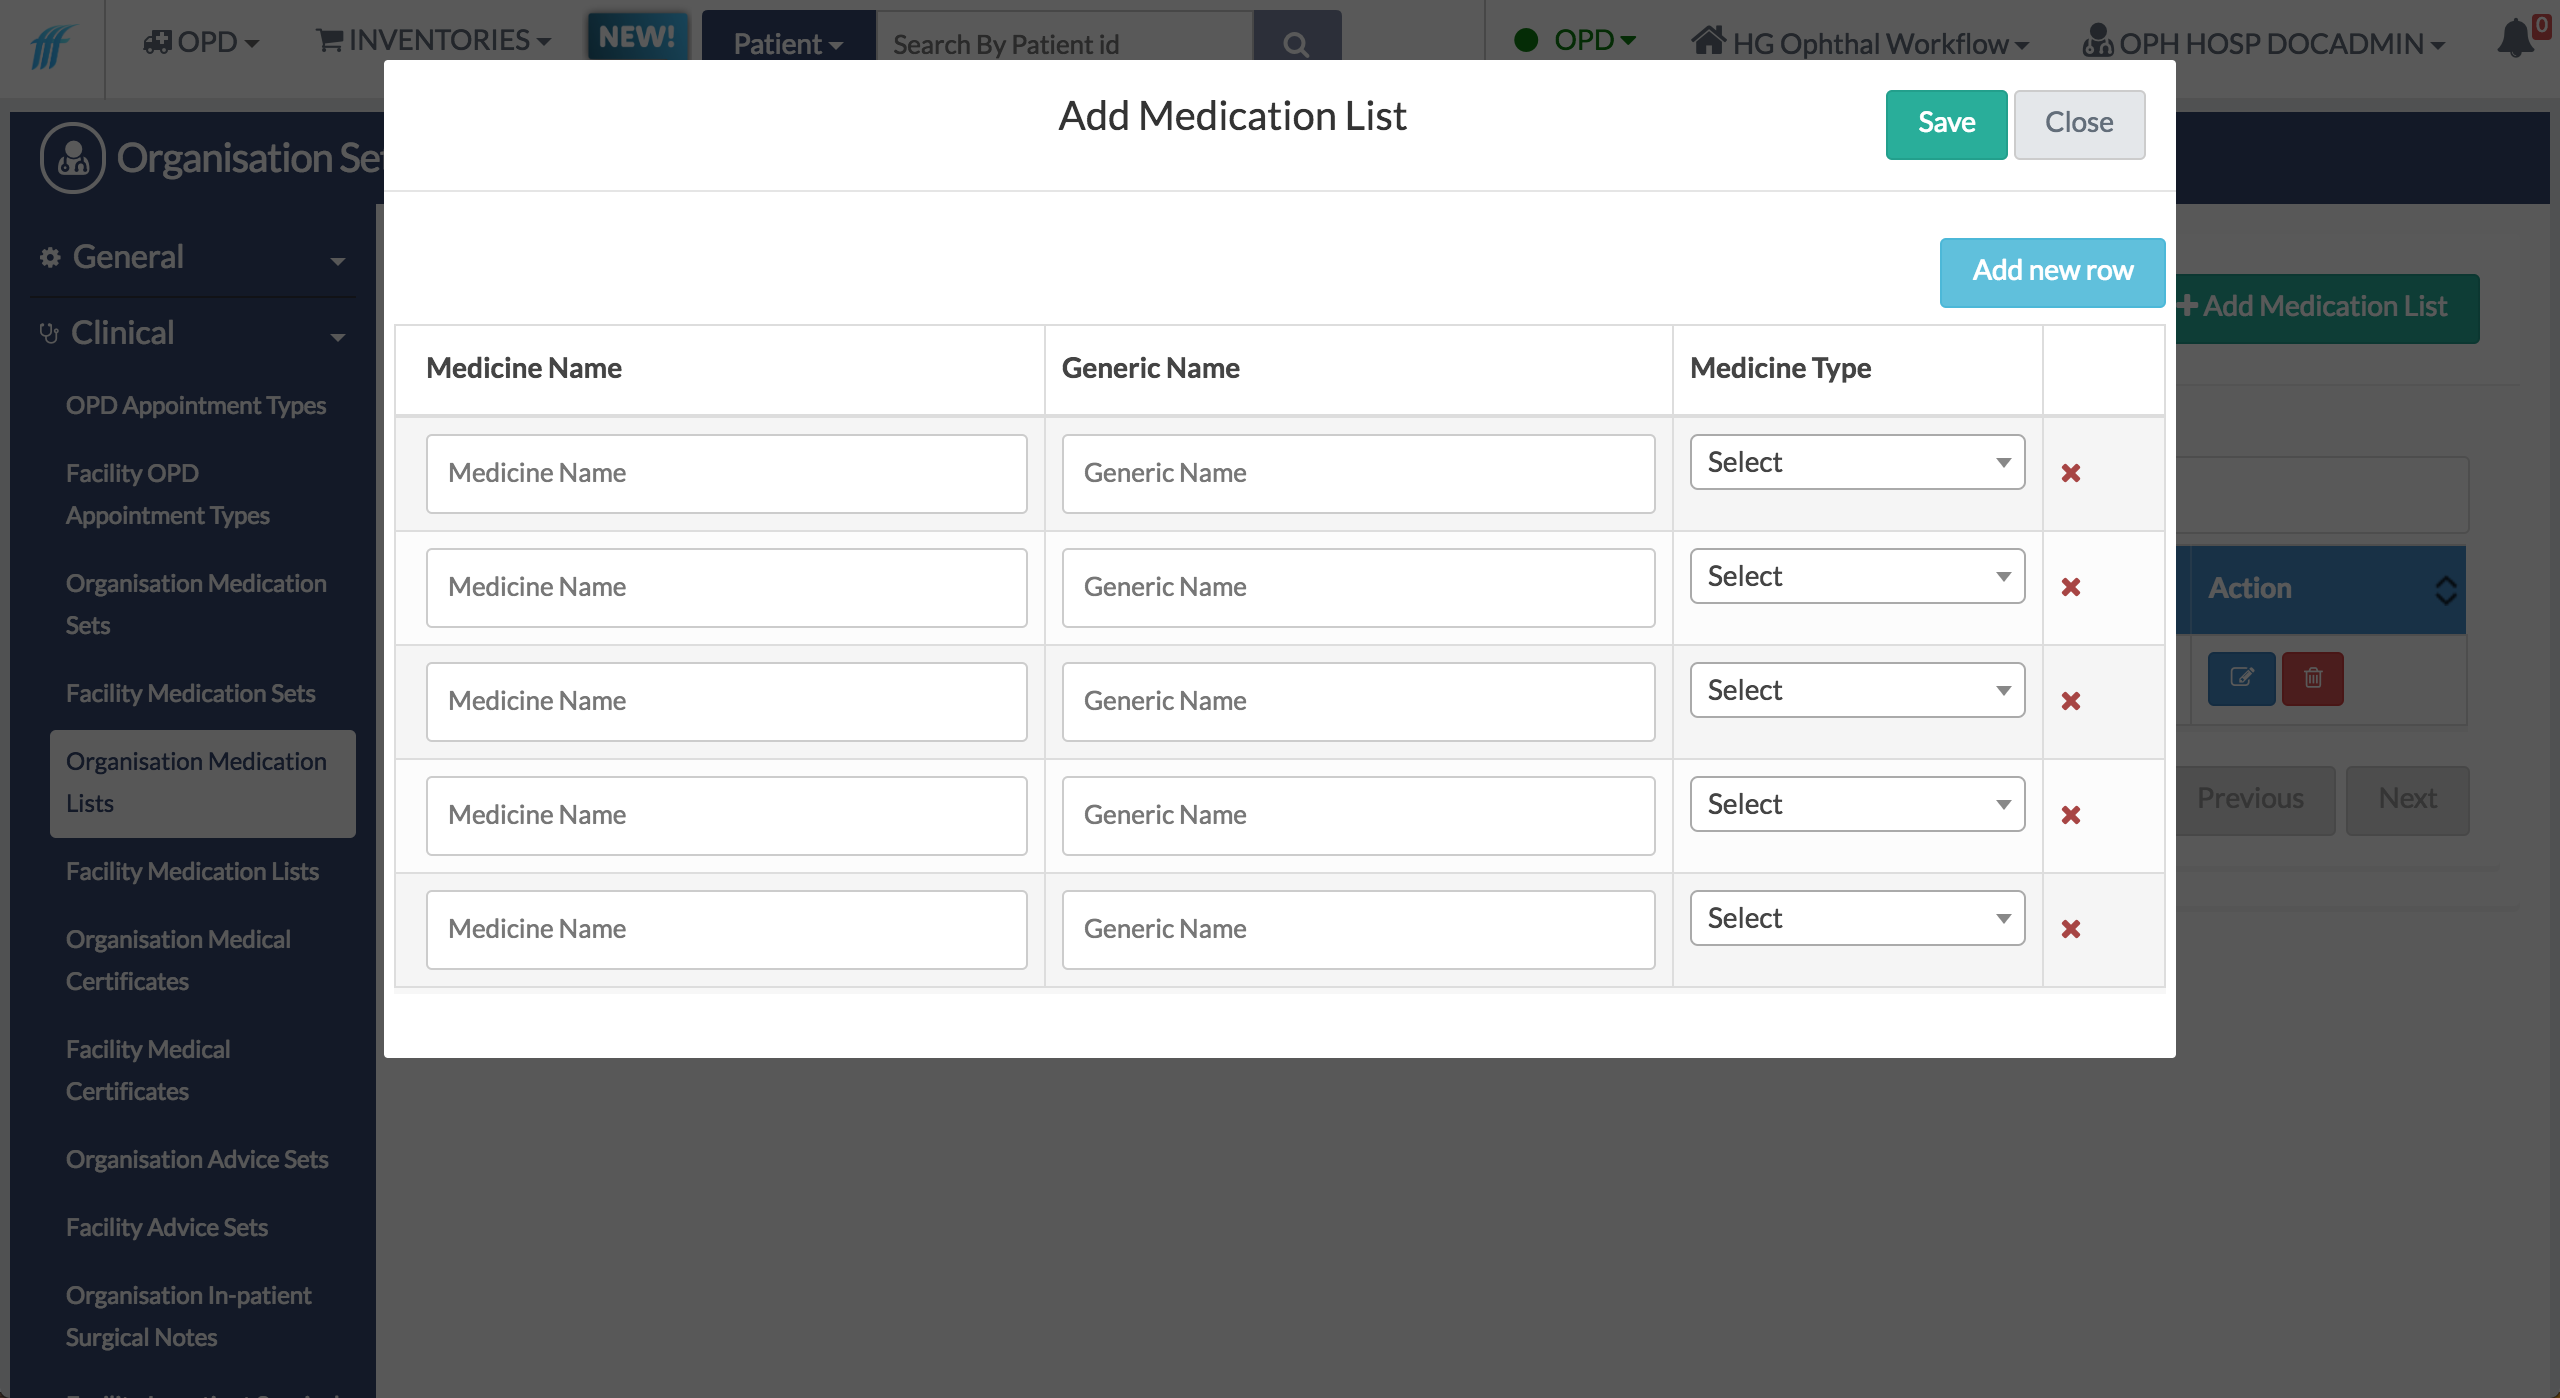 OPD
INVENTORIES
NEW!
Patient
Search By Patient id
OPD
HG Ophthal Workflow
OPH HOSP DOCADMIN
0
Add Medication List
Save
Close
Organisation Se
General
Add new row
Add Medication List
Clinical
Medicine Name
Generic Name
Medicine Type
OPD Appointment Types
Facility OPD
Appointment Types
Organisation Medication
Sets
Facility Medication Sets
Organisation Medication
Lists
Facility Medication Lists
Organisation Medical
Certificates
Facility Medical
Certificates
Organisation Advice Sets
Facility Advice Sets
Organisation In-patient
Surgical Notes
Medicine Name
Generic Name
Select
Medicine Name
Generic Name
Select
Medicine Name
Generic Name
Select
Medicine Name
Generic Name
Select
Medicine Name
Generic Name
Select
Action
Previous
Next